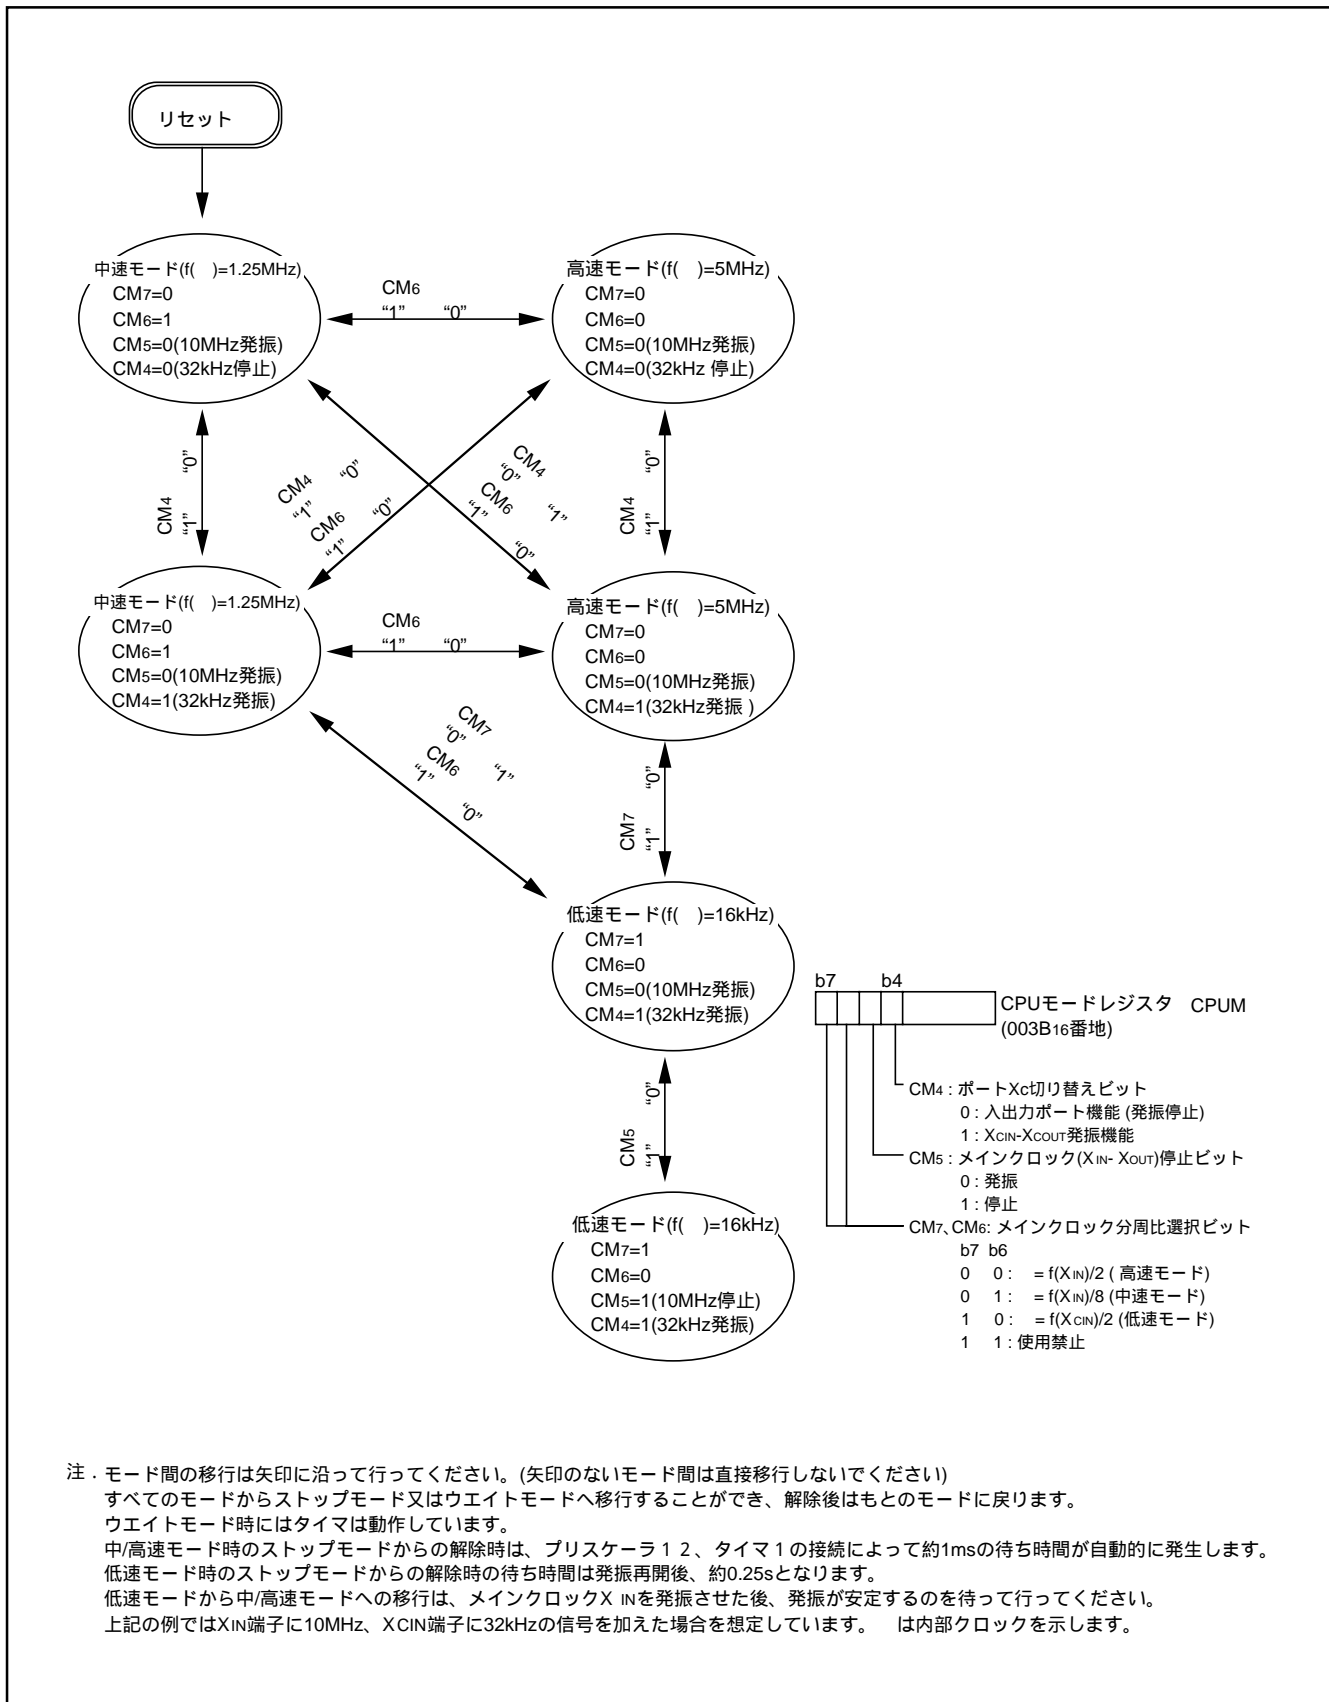 リセット
中速モード(f(　)=1.25MHz)
CM7=0
CM6=1
CM5=0(10MHz発振)
CM4=0(32kHz停止)
CM6
“1”　“0”
高速モード(f(　)=5MHz)
CM7=0
CM6=0
CM5=0(10MHz発振)
CM4=0(32kHz 停止)
CM4
“1”　“0”
CM4
“1”　“0”
CM6
“1”　“0”
CM4
“0”　“1”
CM6
“1”　“0”
CM4
“1”　“0”
中速モード(f(　)=1.25MHz)
CM7=0
CM6=1
CM5=0(10MHz発振)
CM4=1(32kHz発振)
CM6
“1”　“0”
高速モード(f(　)=5MHz)
CM7=0
CM6=0
CM5=0(10MHz発振)
CM4=1(32kHz発振 )
CM7
“0”　“1”
CM6
“1”　“0”
CM7
“1”　“0”
低速モード(f(　)=16kHz)
CM7=1
CM6=0
CM5=0(10MHz発振)
CM4=1(32kHz発振)
CM5
“1”　“0”
低速モード(f(　)=16kHz)
CM7=1
CM6=0
CM5=1(10MHz停止)
CM4=1(32kHz発振)
b7　b4
CPUモードレジスタ　CPUM
(003B16番地)
CM4 : ポートXc切り替えビット
0 : 入出力ポート機能 (発振停止)
1 : XCIN-XCOUT発振機能
CM5 : メインクロック(XIN- XOUT)停止ビット
0 : 発振
1 : 停止
CM7、CM6: メインクロック分周比選択ビット
b7 b6
0　0 :　= f(XIN)/2 ( 高速モード)
0　1 :　= f(XIN)/8 (中速モード)
1　0 :　= f(XCIN)/2 (低速モード)
1　1 : 使用禁止
注．モード間の移行は矢印に沿って行ってください。(矢印のないモード間は直接移行しないでください)
すべてのモードからストップモード又はウエイトモードへ移行することができ、解除後はもとのモードに戻ります。
ウエイトモード時にはタイマは動作しています。
中/高速モード時のストップモードからの解除時は、プリスケーラ１２、タイマ１の接続によって約1msの待ち時間が自動的に発生します。
低速モード時のストップモードからの解除時の待ち時間は発振再開後、約0.25sとなります。
低速モードから中/高速モードへの移行は、メインクロックX INを発振させた後、発振が安定するのを待って行ってください。
上記の例ではXIN端子に10MHz、XCIN端子に32kHzの信号を加えた場合を想定しています。　は内部クロックを示します。